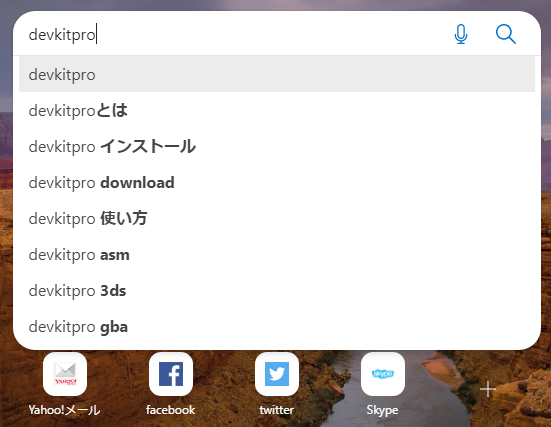 devkitpro
devkitpro
devkitproとは
devkitpro インストール
devkitpro download
devkitpro 使い方
devkitpro asm
devkitpro 3ds
devkitpro gba
YAHOO!
skype
Yahoo!メール
facebook
twitter
Skype